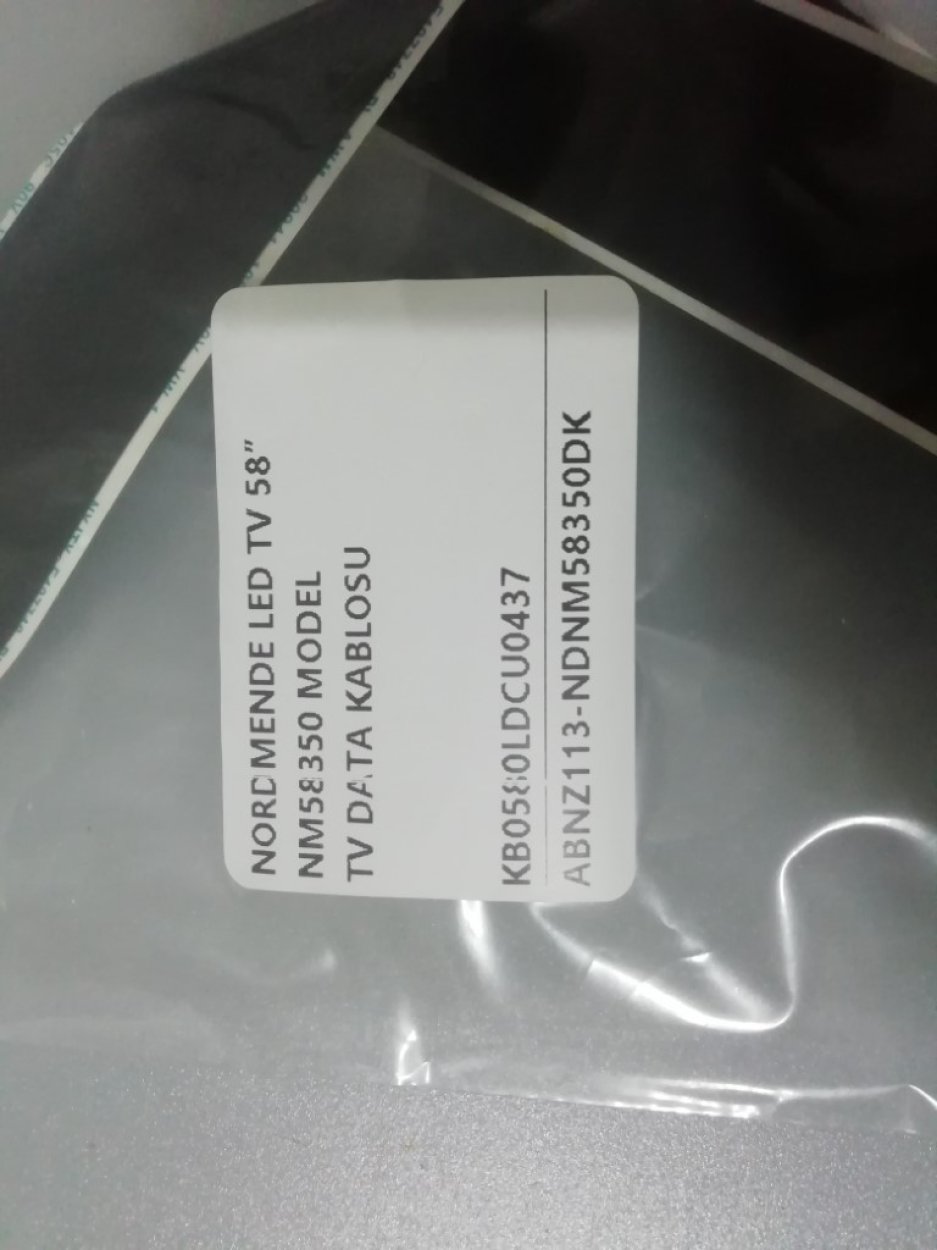 NORDMENDE LED TV 58"
NM58350 MODEL
TV DATA KABLOSU
KB0580LDCU0437
ABNZ113-NDNM58350DK